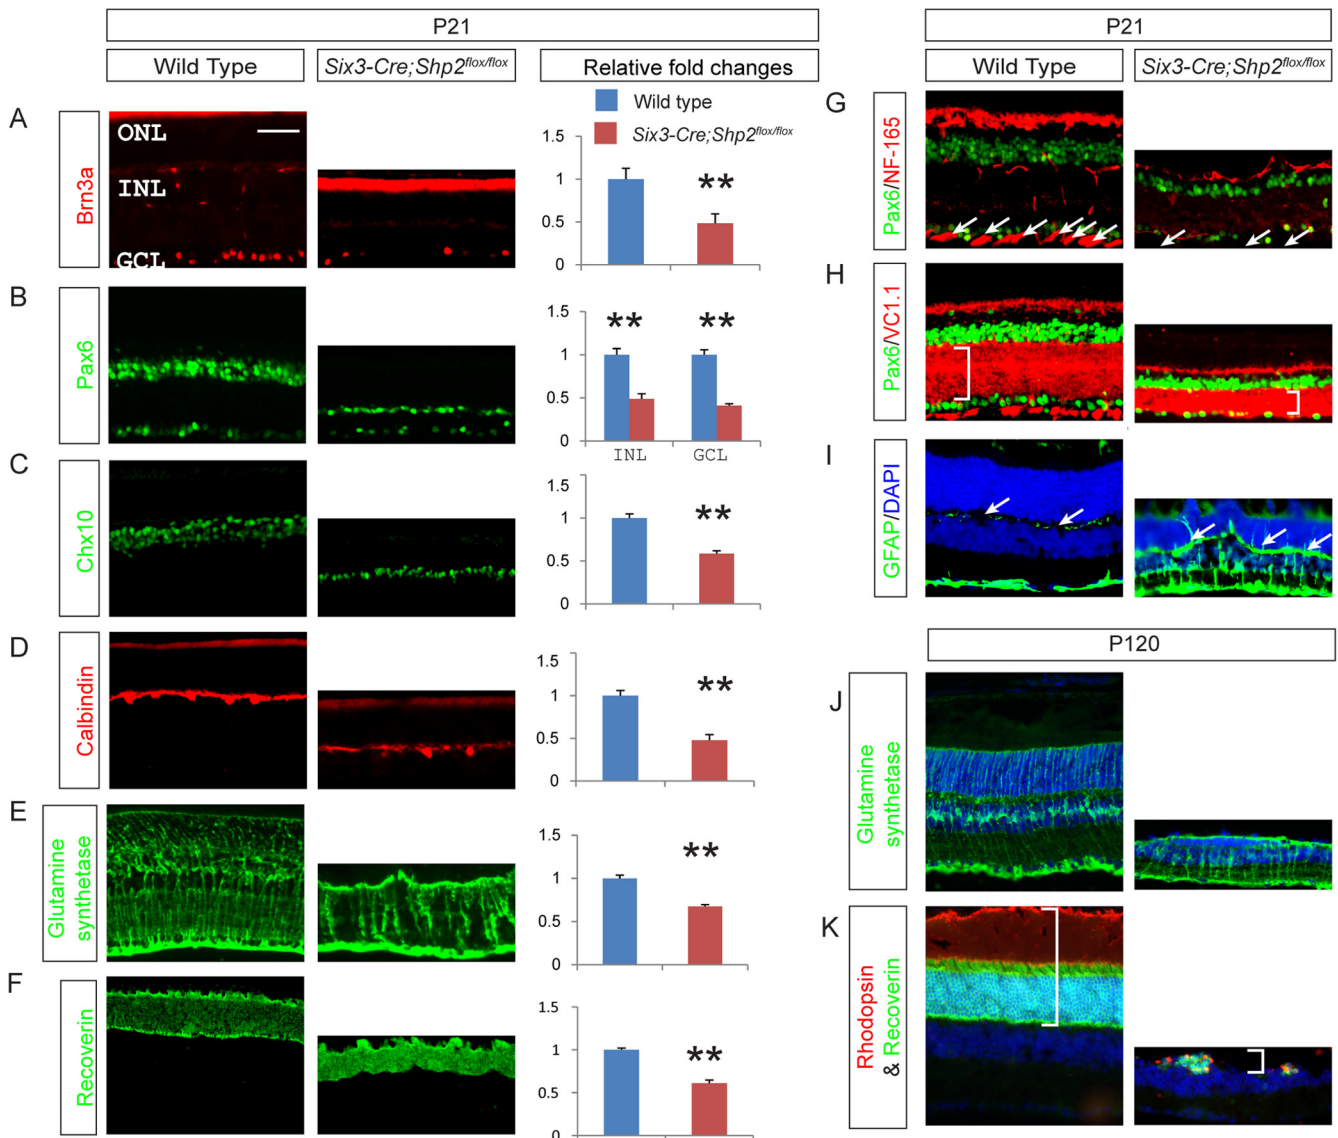 P21
Wild Type
Six3-Cre;Shp2flox/flox
Relative fold changes
Wild type
Six3-Cre;Shp2flox/flox
A
Brn3a
ONL
INL
GCL
1.5
1
0.5
0
**
B
Pax6
1.5
1
0.5
0
** **
INL GCL
C
Chx10
1.5
1
0.5
0
**
D
Calbindin
1.5
1
0.5
0
**
E
Glutamine
synthetase
1.5
1
0.5
0
**
F
Recoverin
1.5
1
0.5
0
**
P21
Wild Type
Six3-Cre;Shp2flox/flox
G
Pax6/NF-165
H
Pax6/VC1.1
I
GFAP/DAPI
P120
J
Glutamine
synthetase
K
Rhodopsin
& Recoverin